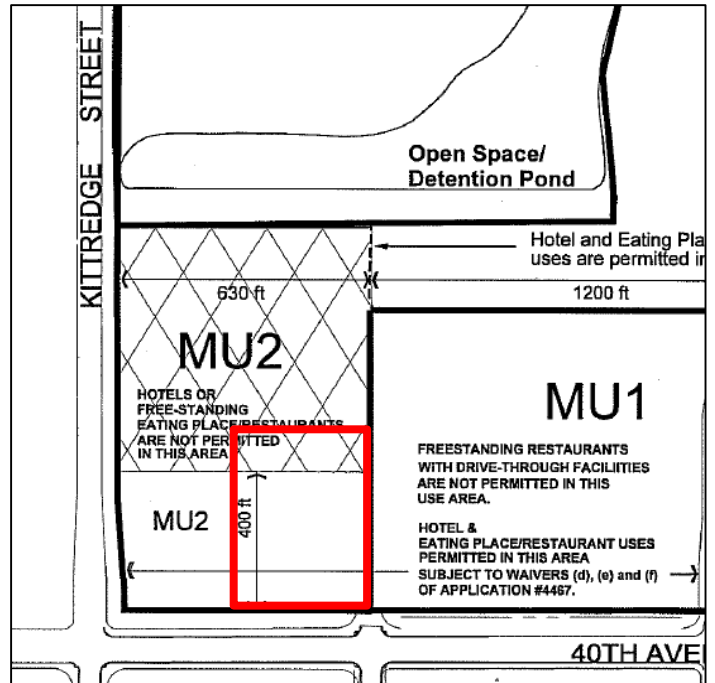 KITTREDGE STREET
Open Space/
Detention Pond
Hotel and Eating Pla
uses are permitted in
630 ft
1200 ft
MU2
HOTELS OR
FREE-STANDING
EATING PLACE/RESTAURANTS
ARE NOT PERMITTED
IN THIS AREA
MU1
FREESTANDING RESTAURANTS
WITH DRIVE-THROUGH FACILIITIES
ARE NOT PERMITTED IN THIS
USE AREA.
MU2
400 ft
HOTEL &
EATING PLACE/RESTAURANT USES
PERMITTED IN THIS AREA
SUBJECT TO WAIVERS (d), (e) and (f)
OF APPLICATION #4467.
40TH AVE